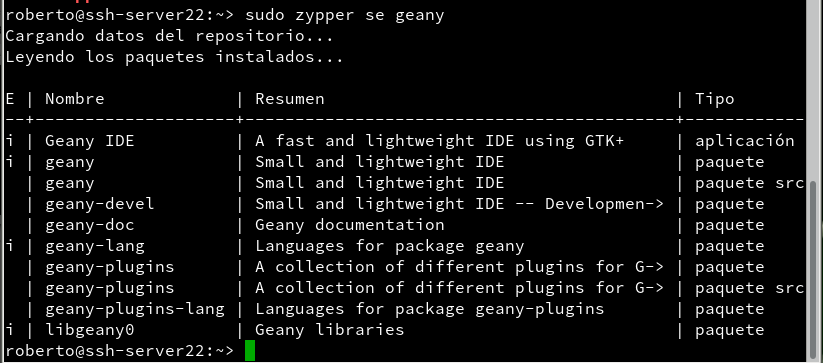 roberto@ssh-server22:~> sudo zypper se geany
Cargando datos del repositorio...
Leyendo los paquetes instalados...
E | Nombre | Resumen | Tipo
--+--------------------+------------------------------------------+------------
i | Geany IDE | A fast and lightweight IDE using GTK+ | aplicación
i | geany | Small and lightweight IDE | paquete
| geany | Small and lightweight IDE | paquete src
| geany-devel | Small and lightweight IDE -- Developmen-> | paquete
| geany-doc | Geany documentation | paquete
i | geany-lang | Languages for package geany | paquete
| geany-plugins | A collection of different plugins for G-> | paquete
| geany-plugins | A collection of different plugins for G-> | paquete src
| geany-plugins-lang | Languages for package geany-plugins | paquete
i | libgeany0 | Geany libraries | paquete
roberto@ssh-server22:~>